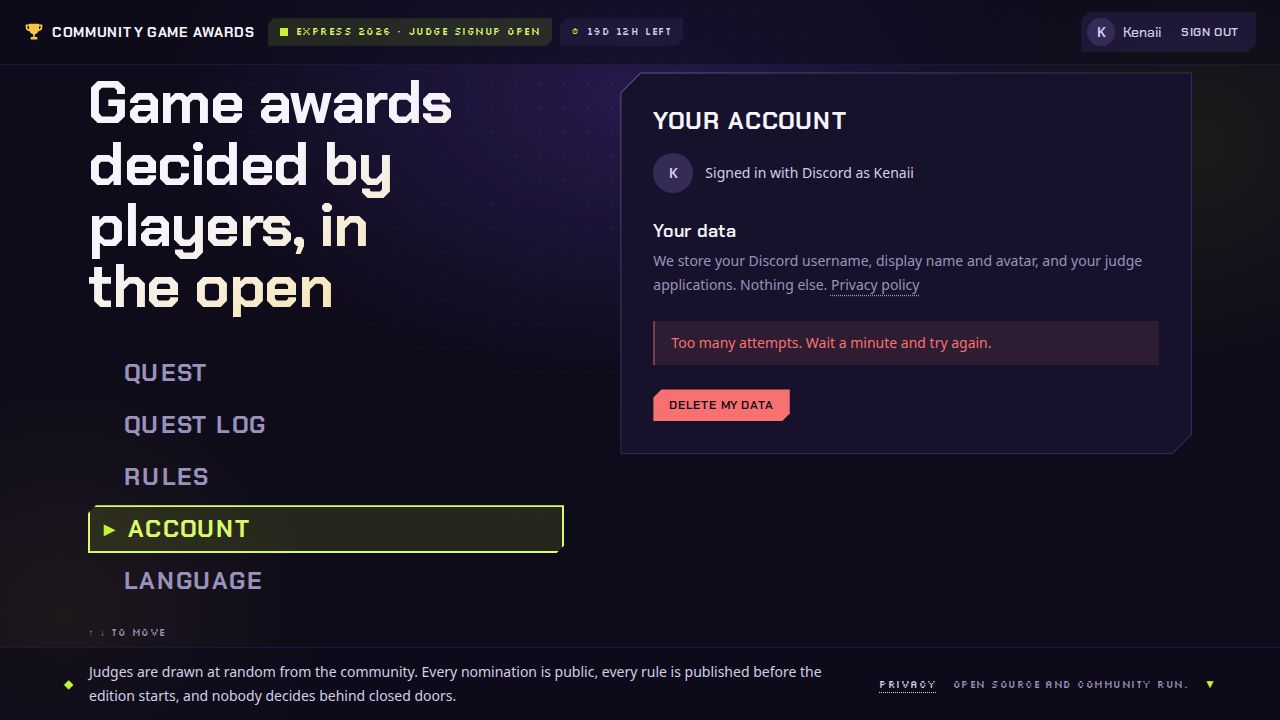 COMMUNITY GAME AWARDS
EXPRESS 2026 · JUDGE SIGNUP OPEN
19D 12H LEFT
K Kenaii SIGN OUT
Game awards
decided by
players, in
the open
QUEST
QUEST LOG
RULES
► ACCOUNT
LANGUAGE
↑ ↓ TO MOVE
YOUR ACCOUNT
K Signed in with Discord as Kenaii
Your data
We store your Discord username, display name and avatar, and your judge
applications. Nothing else. Privacy policy
Too many attempts. Wait a minute and try again.
DELETE MY DATA
Judges are drawn at random from the community. Every nomination is public, every rule is published before the
edition starts, and nobody decides behind closed doors.
PRIVACY OPEN SOURCE AND COMMUNITY RUN.